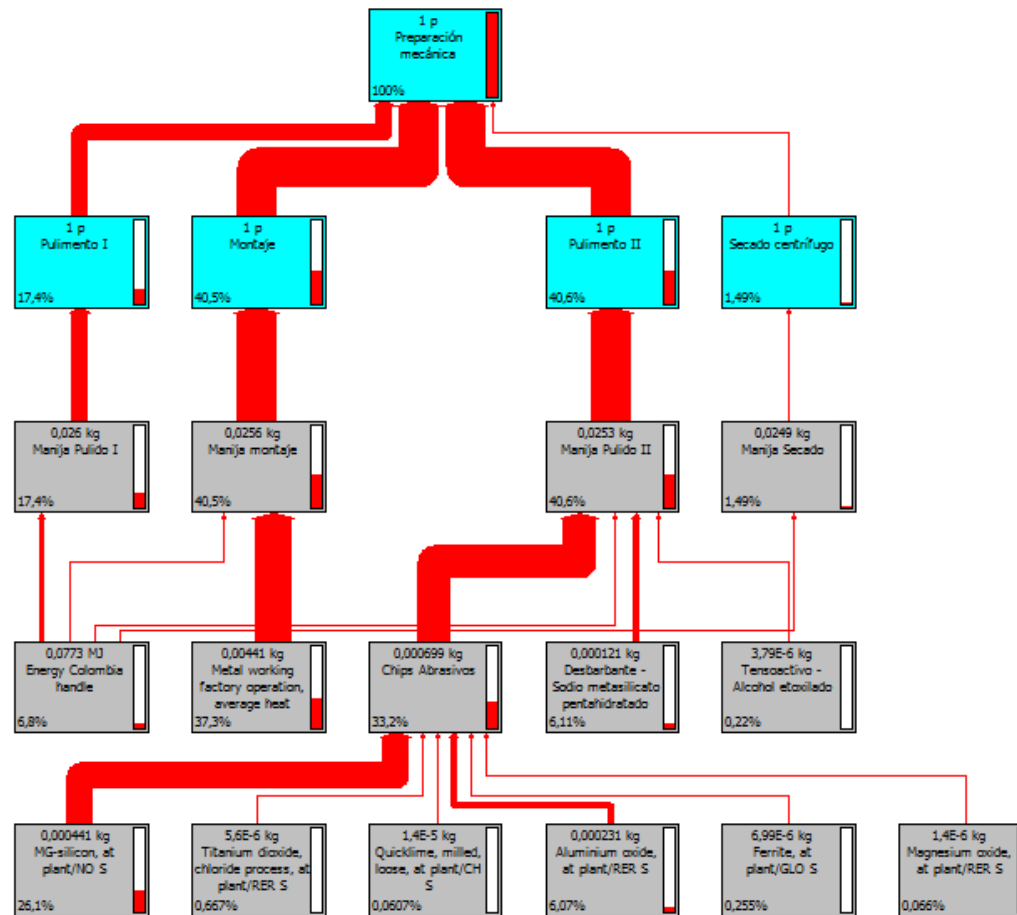 1 p
Preparación
mecánica
100%
1 p
Pulimento I
17,4%
1 p
Montaje
40,5%
1 p
Pulimento II
40,6%
1 p
Secado centrífugo
1,49%
0,026 kg
Manija Pulido I
17,4%
0,0256 kg
Manija montaje
40,5%
0,0253 kg
Manija Pulido II
40,6%
0,0249 kg
Manija Secado
1,49%
0,0773 MJ
Energy Colombia
handle
6,8%
0,00441 kg
Metal working
factory operation,
average heat
37,3%
0,000699 kg
Chips Abrasivos
33,2%
0,000121 kg
Desbarbante -
Sodio metasilicato
pentahidratado
6,11%
3,79E-6 kg
Tensoactivo -
Alcohol etoxilado
0,22%
0,000441 kg
MG-silicon, at
plant/NO S
26,1%
5,6E-6 kg
Titanium dioxide,
chloride process, at
plant/RER S
0,667%
1,4E-5 kg
Quicklime, milled,
loose, at plant/CH
S
0,0607%
0,000231 kg
Aluminium oxide,
at plant/RER S
6,07%
6,99E-6 kg
Ferrite, at
plant/GLO S
0,255%
1,4E-6 kg
Magnesium oxide,
at plant/RER S
0,066%